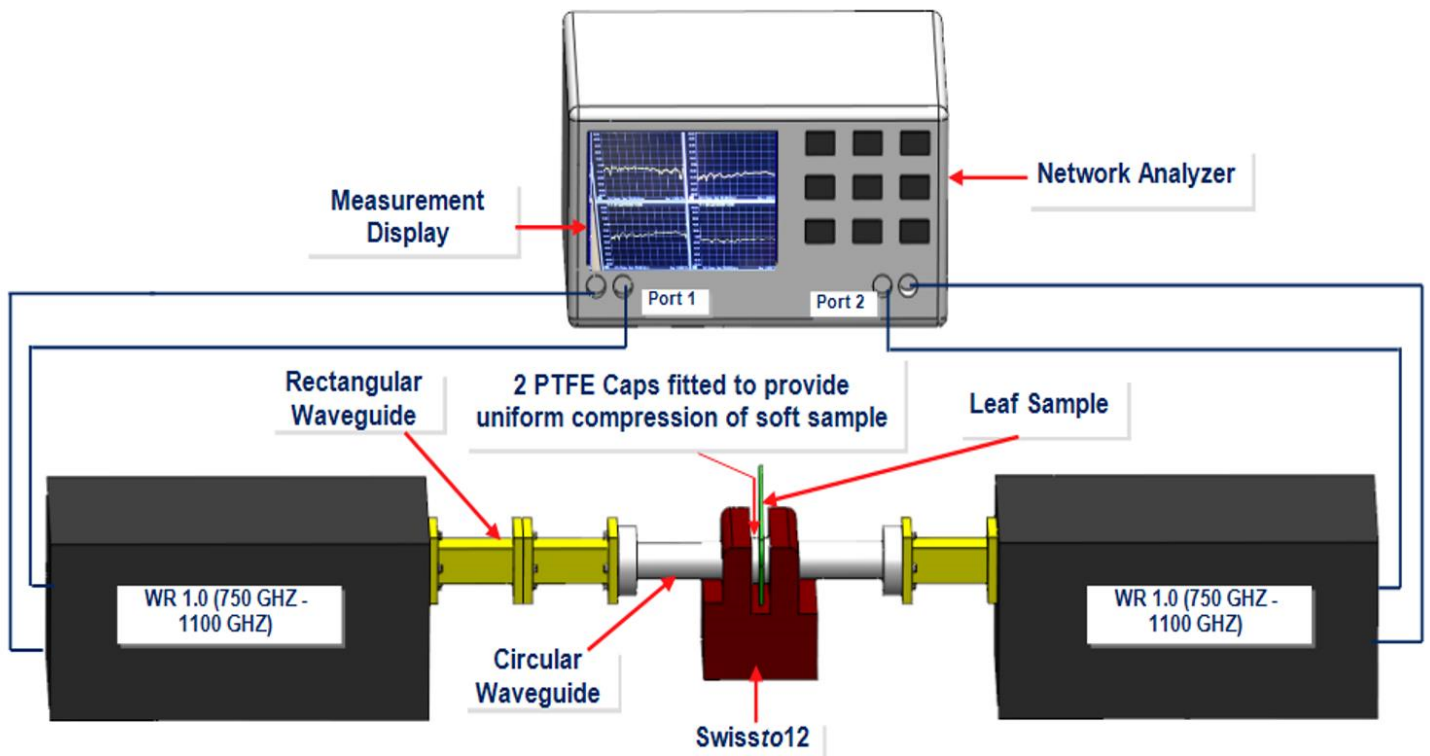 Network Analyzer
Measurement
Display
Port 1
Port 2
Rectangular
Waveguide
2 PTFE Caps fitted to provide
uniform compression of soft sample
Leaf Sample
WR 1.0 (750 GHZ -
1100 GHZ)
WR 1.0 (750 GHZ -
1100 GHZ)
Circular
Waveguide
Swissto12